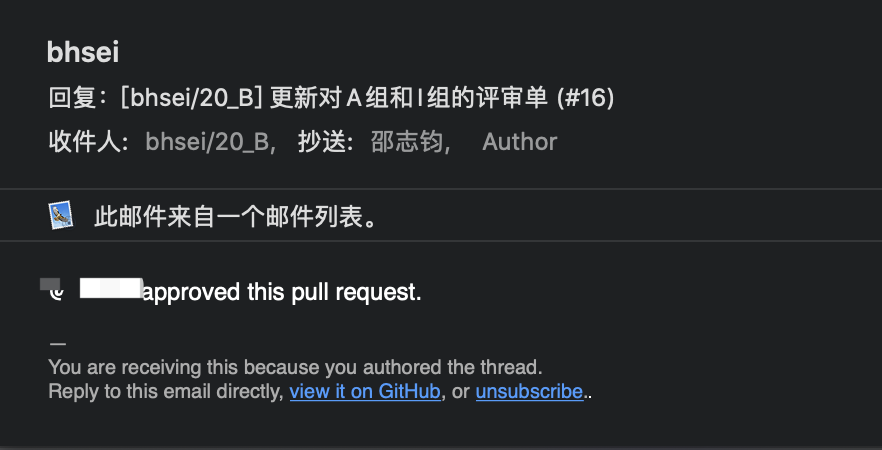 bhsei
回复：[bhsei/20_B] 更新对 A 组和 I 组的评审单 (#16)
收件人: bhsei/20_B, 抄送: 邵志钧, Author
此邮件来自一个邮件列表。
@ approved this pull request.
—
You are receiving this because you authored the thread.
Reply to this email directly, view it on GitHub, or unsubscribe..